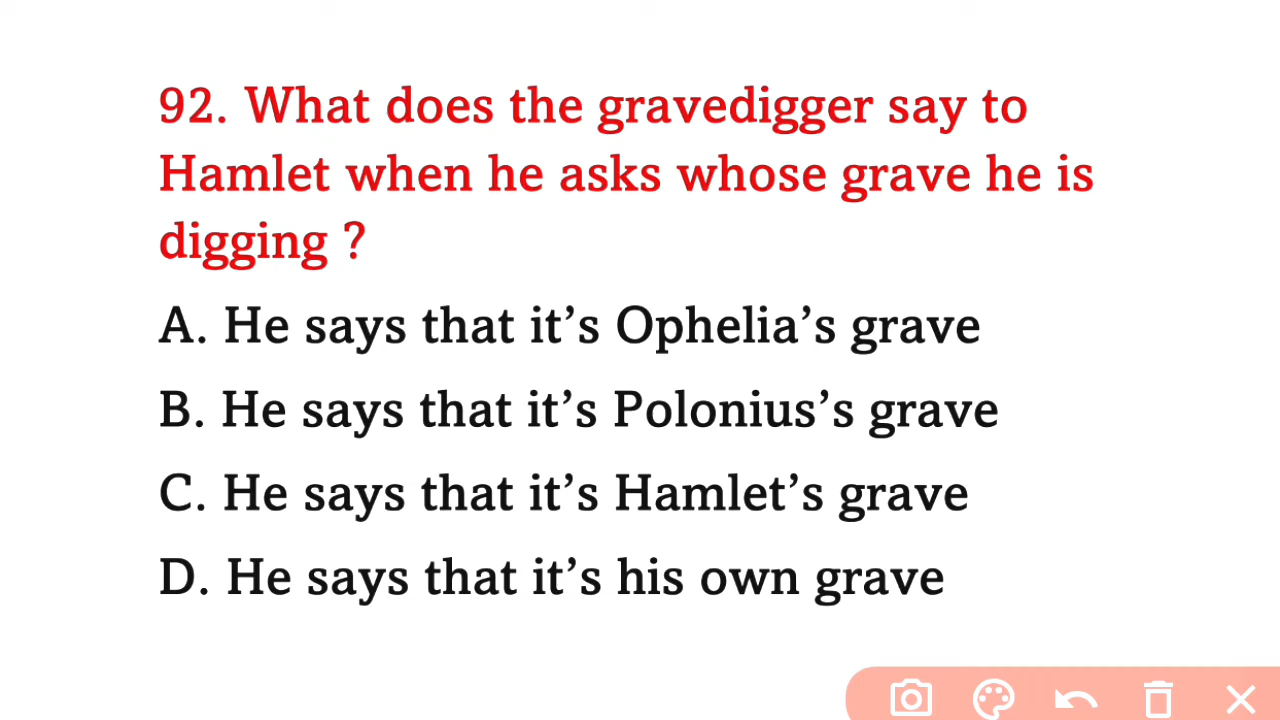 92. What does the gravedigger say to
Hamlet when he asks whose grave he is
digging ?
A. He says that it’s Ophelia’s grave
B. He says that it’s Polonius’s grave
C. He says that it’s Hamlet’s grave
D. He says that it’s his own grave